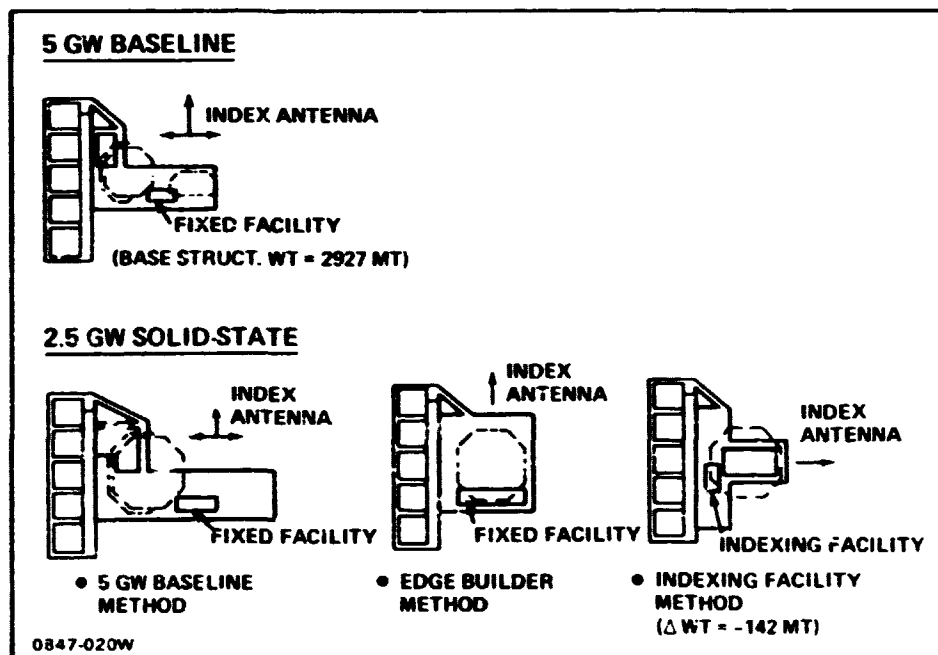 5 GW BASELINE
INDEX ANTENNA
FIXED FACILITY
(BASE STRUCT. WT = 2927 MT)
2.5 GW SOLID-STATE
INDEX
ANTENNA
FIXED FACILITY
• 5 GW BASELINE
METHOD
INDEX
ANTENNA
FIXED FACILITY
• EDGE BUILDER
METHOD
INDEX
ANTENNA
INDEXING FACILITY
• INDEXING FACILITY
METHOD
(Δ WT = -142 MT)
0847-020W